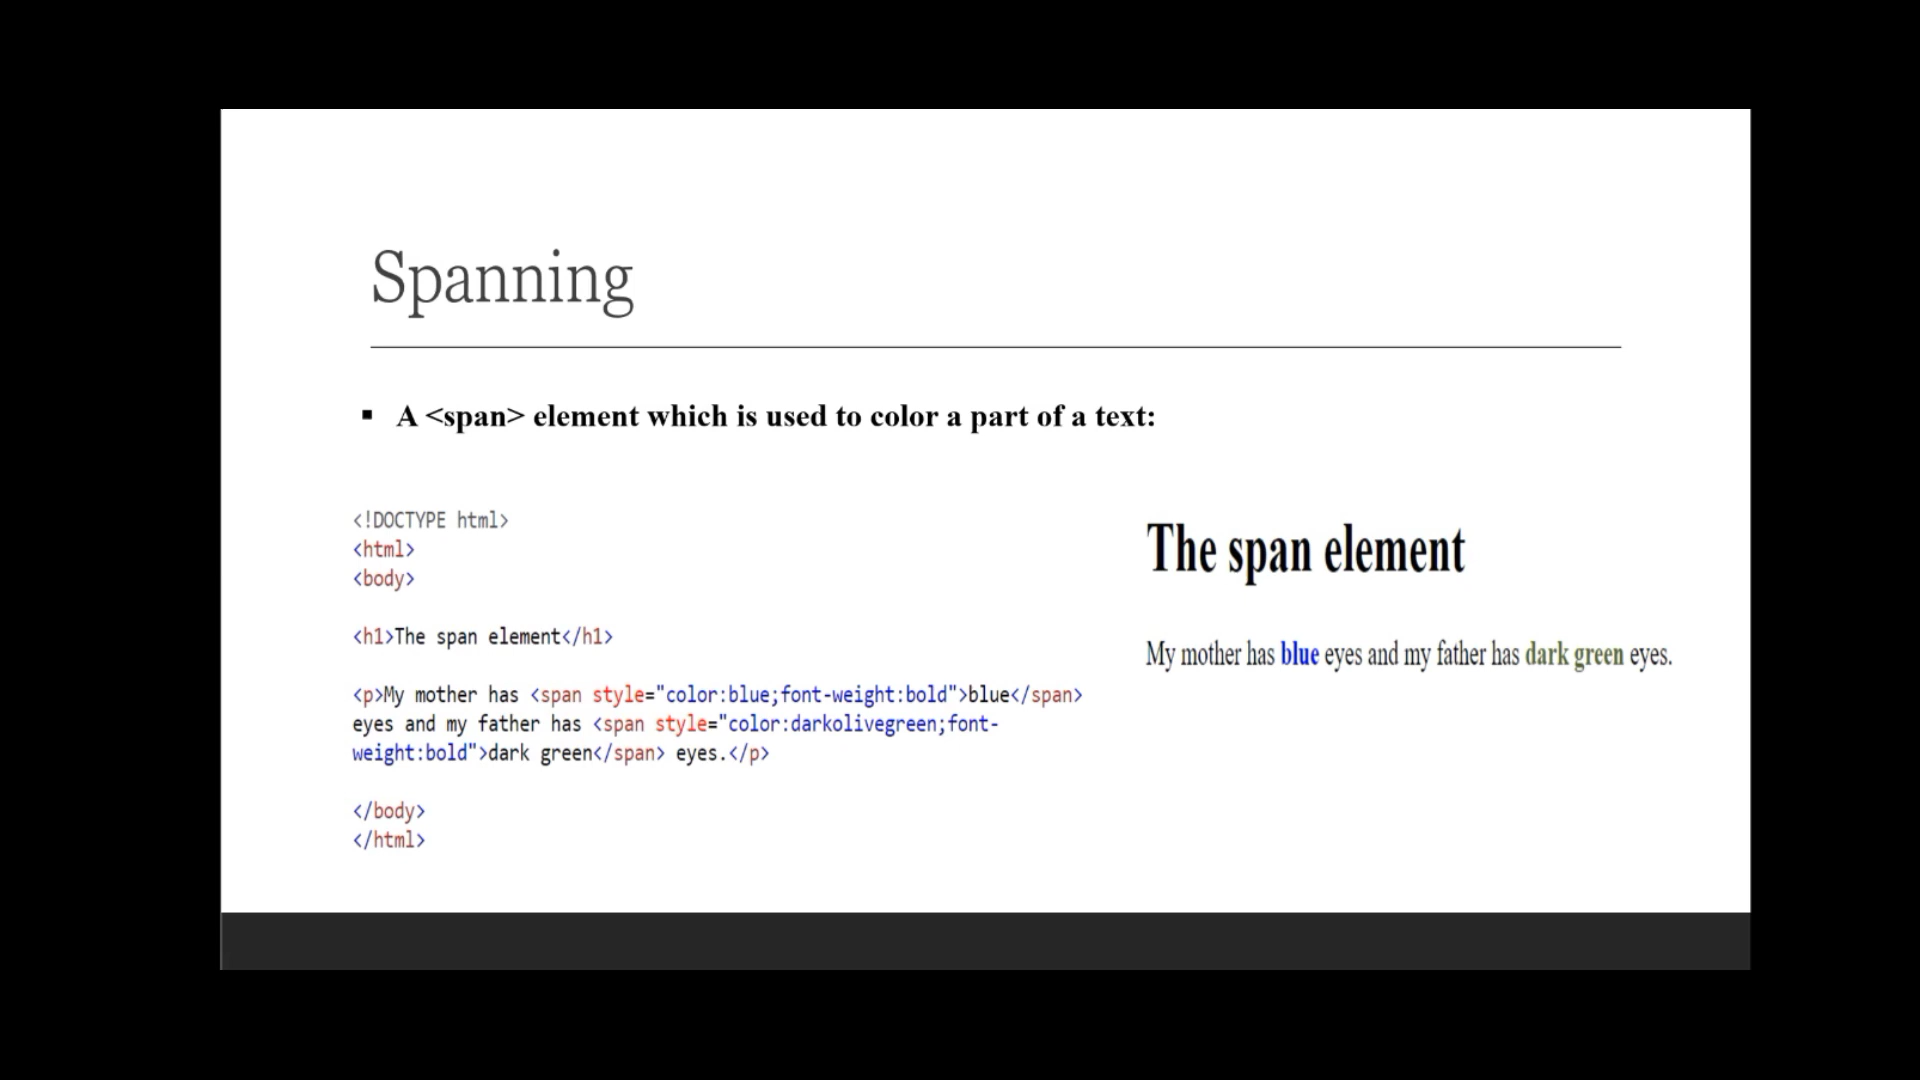 Spanning
▪ A <span> element which is used to color a part of a text:
<!DOCTYPE html>
<html>
<body>
<h1>The span element</h1>
<p>My mother has <span style="color:blue;font-weight:bold">blue</span>
eyes and my father has <span style="color:darkolivegreen;font-
weight:bold">dark green</span> eyes.</p>
</body>
</html>
The span element
My mother has blue eyes and my father has dark green eyes.